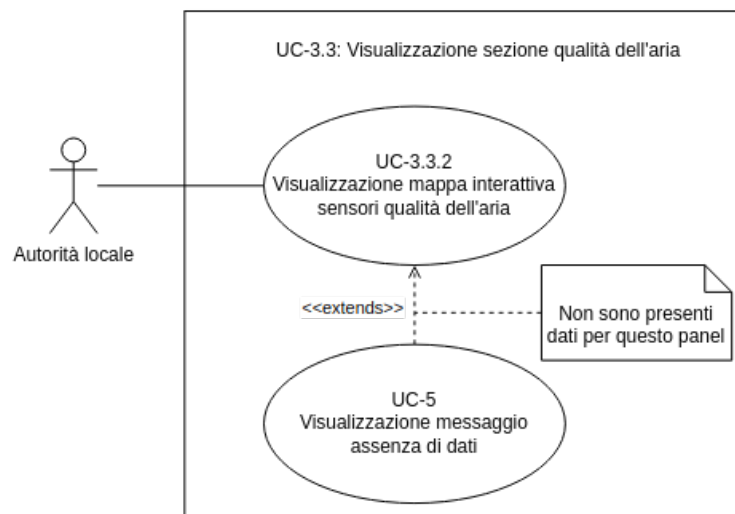 UC-3.3: Visualizzazione sezione qualità dell'aria
UC-3.3.2
Visualizzazione mappa interattiva
sensori qualità dell'aria
Autorità locale
<<extends>>
Non sono presenti
dati per questo panel
UC-5
Visualizzazione messaggio
assenza di dati